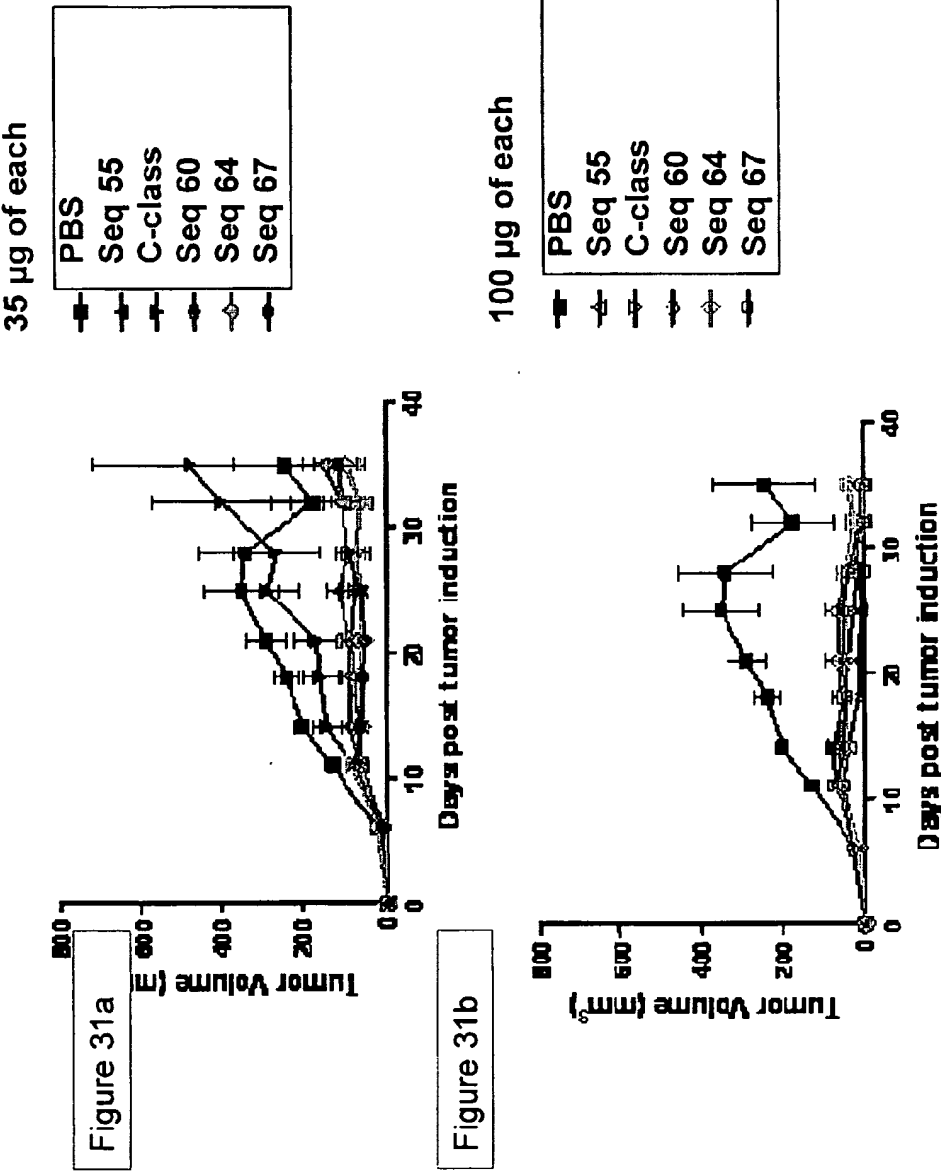 Figure 31a
35 µg of each
PBS
Seq 55
C-class
Seq 60
Seq 64
Seq 67
Tumor Volume (m
800
600
400
200
0
0
10
20
30
40
Days post tumor induction
Figure 31b
100 µg of each
PBS
Seq 55
C-class
Seq 60
Seq 64
Seq 67
Tumor Volume (mm³)
800
600
400
200
0
0
10
20
30
40
Days post tumor induction